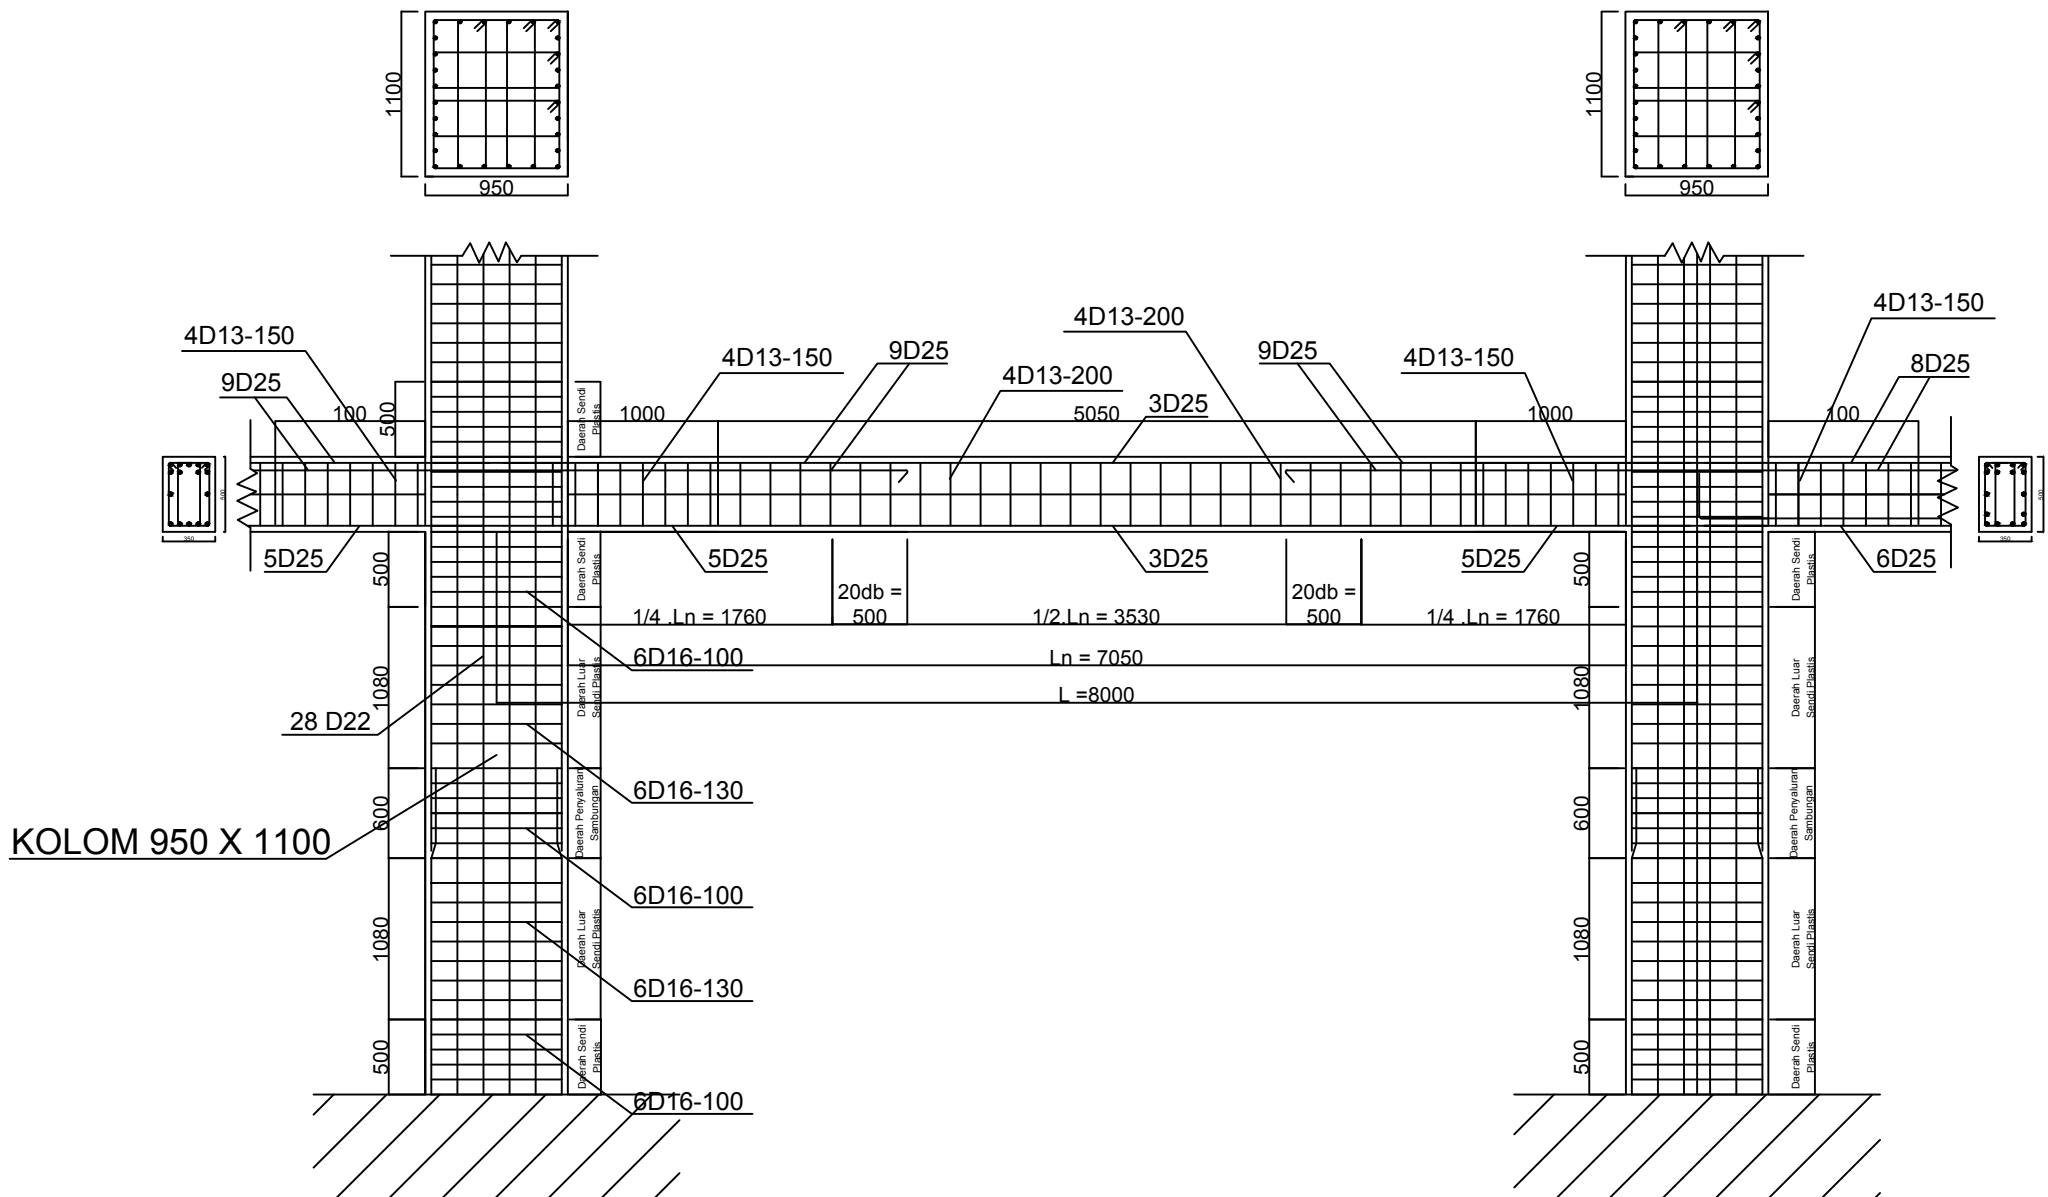 1100
950
1100
950
4D13-150
9D25
100
500
Daerah Sendi
Plastis
1000
4D13-150
9D25
4D13-200
4D13-200
5050
3D25
9D25
4D13-150
1000
4D13-150
8D25
100
500
350
500
350
5D25
5D25
3D25
5D25
6D25
500
Daerah Sendi
Plastis
20db =
500
20db =
500
500
Daerah Sendi
Plastis
1/4 .Ln = 1760
1/2.Ln = 3530
1/4 .Ln = 1760
6D16-100
Ln = 7050
1080
Daerah Luar
Sendi Plastis
L =8000
1080
Daerah Luar
Sendi Plastis
28 D22
6D16-130
600
Daerah Penyaluran
Sambungan
600
Daerah Penyaluran
Sambungan
KOLOM 950 X 1100
6D16-100
1080
Daerah Luar
Sendi Plastis
1080
Daerah Luar
Sendi Plastis
6D16-130
500
Daerah Sendi
Plastis
500
Daerah Sendi
Plastis
6D16-100